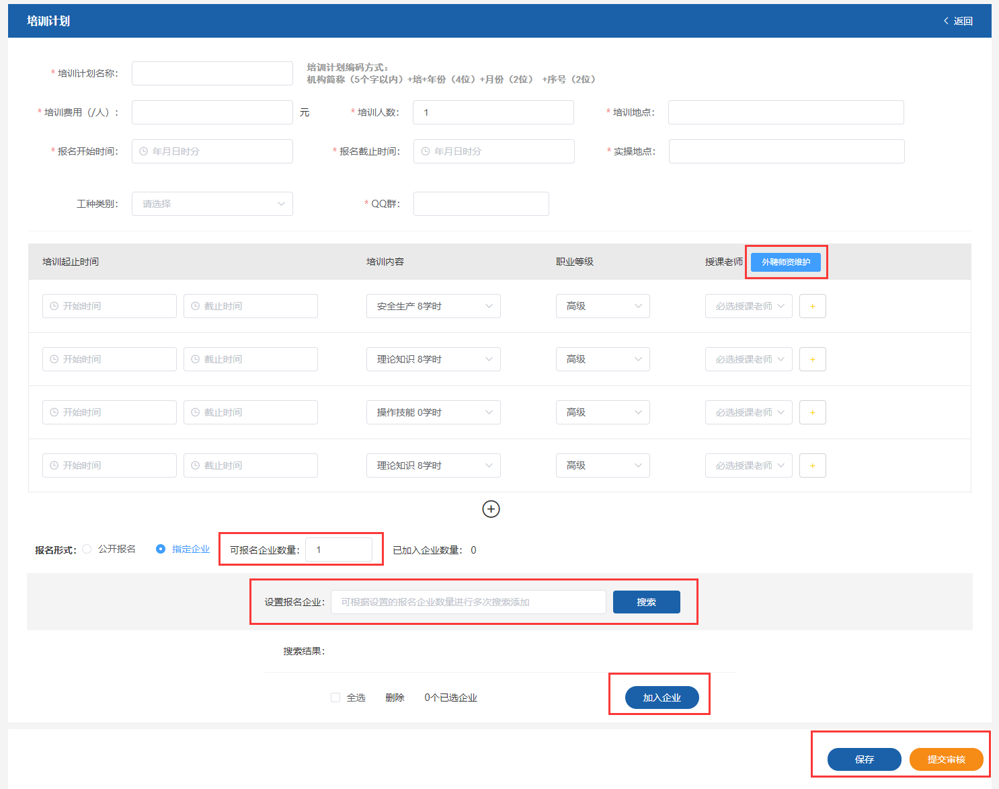 培训计划
返回
* 培训计划名称：
培训计划编码方式：
机构简称（5个字以内）+培+年份（4位）+月份（2位） +序号（2位）
* 培训费用（/人）： 元 * 培训人数： 1 * 培训地点：
* 报名开始时间： 年月日时分 * 报名截止时间： 年月日时分 * 实操地点：
工种类别： 请选择 * QQ群：
培训起止时间 培训内容 职业等级 授课老师 外聘师资维护
开始时间 截止时间 安全生产 8学时 高级 必选授课老师 +
开始时间 截止时间 理论知识 8学时 高级 必选授课老师 +
开始时间 截止时间 操作技能 0学时 高级 必选授课老师 +
开始时间 截止时间 理论知识 8学时 高级 必选授课老师 +
报名形式： 公开报名 指定企业 可报名企业数量： 1 已加入企业数量： 0
设置报名企业： 可根据设置的报名企业数量进行多次搜索添加 搜索
搜索结果：
全选 删除 0个已选企业 加入企业
保存 提交审核